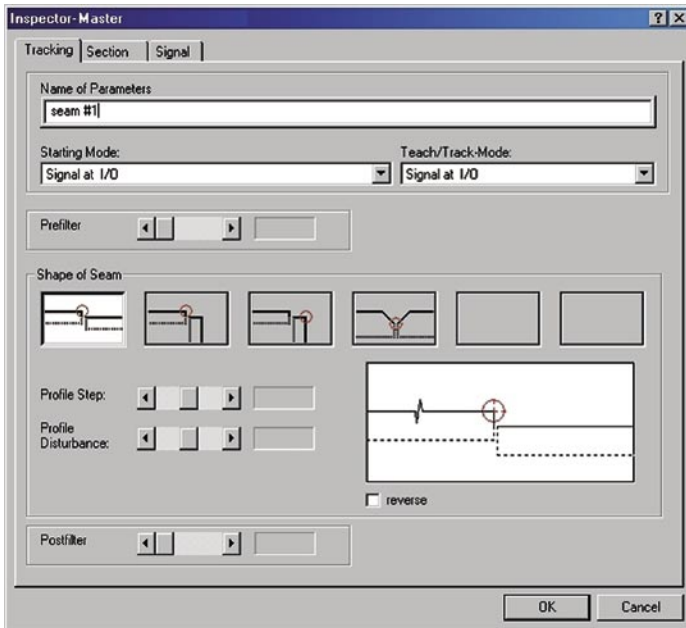 Inspector-Master
Tracking Section Signal
Name of Parameters
seam #1
Starting Mode: Teach/Track-Mode:
Signal at I/O Signal at I/O
Prefilter
Shape of Seam
Profile Step:
Profile
Disturbance:
reverse
Postfilter
OK Cancel